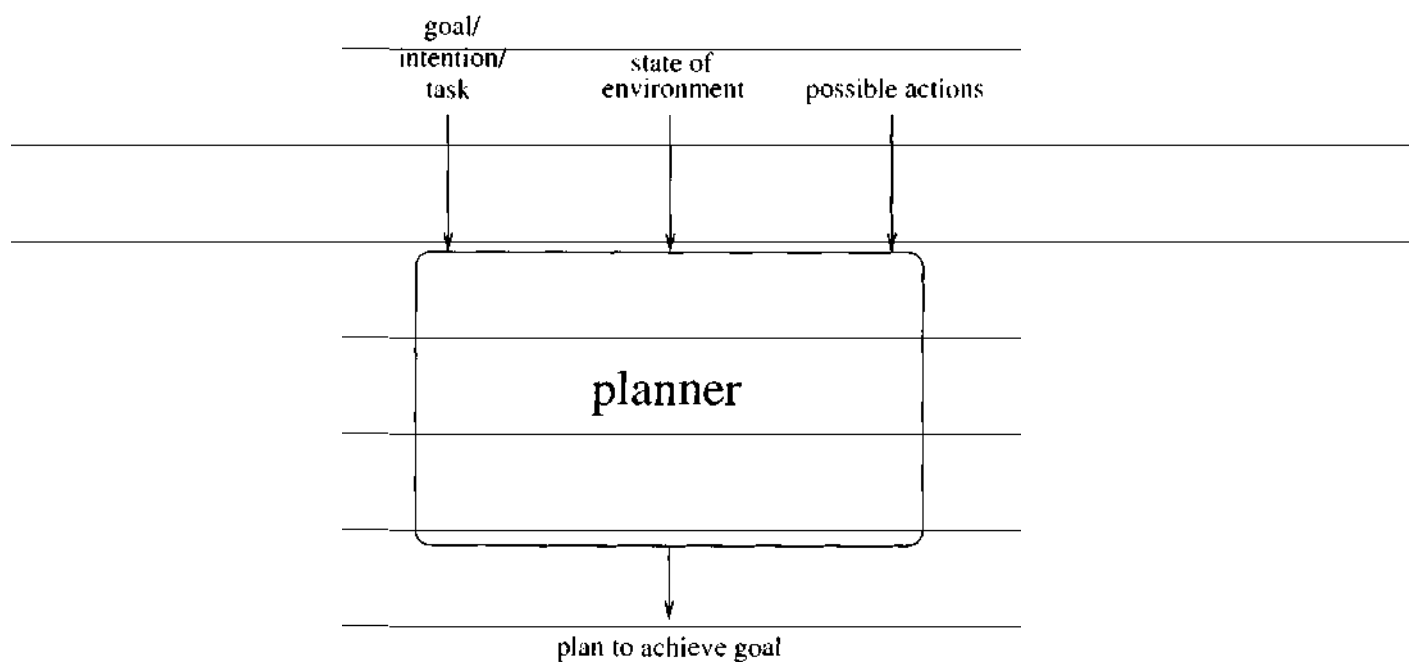 goal/
intention/
task
state of
environment
possible actions
planner
plan to achieve goal